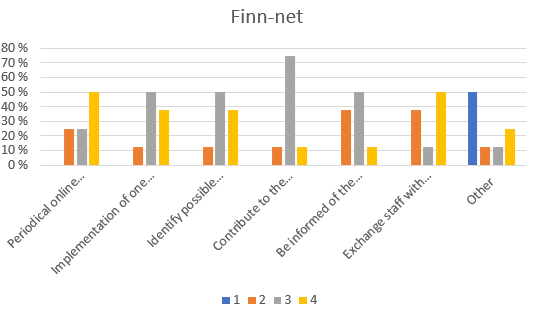 Finn-net
80 %
70 %
60 %
50 %
40 %
30 %
20 %
10 %
0 %
Periodical online...
Implementation of one...
Identify possible...
Contribute to the...
Be informed of the...
Exchange staff with...
Other
1 2 3 4